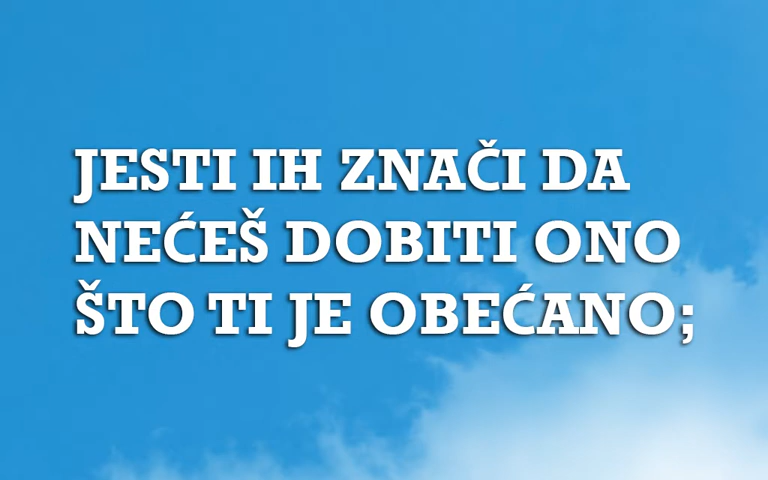 JESTI IH ZNAČI DA
NEĆEŠ DOBITI ONO
ŠTO TI JE OBEĆANO;